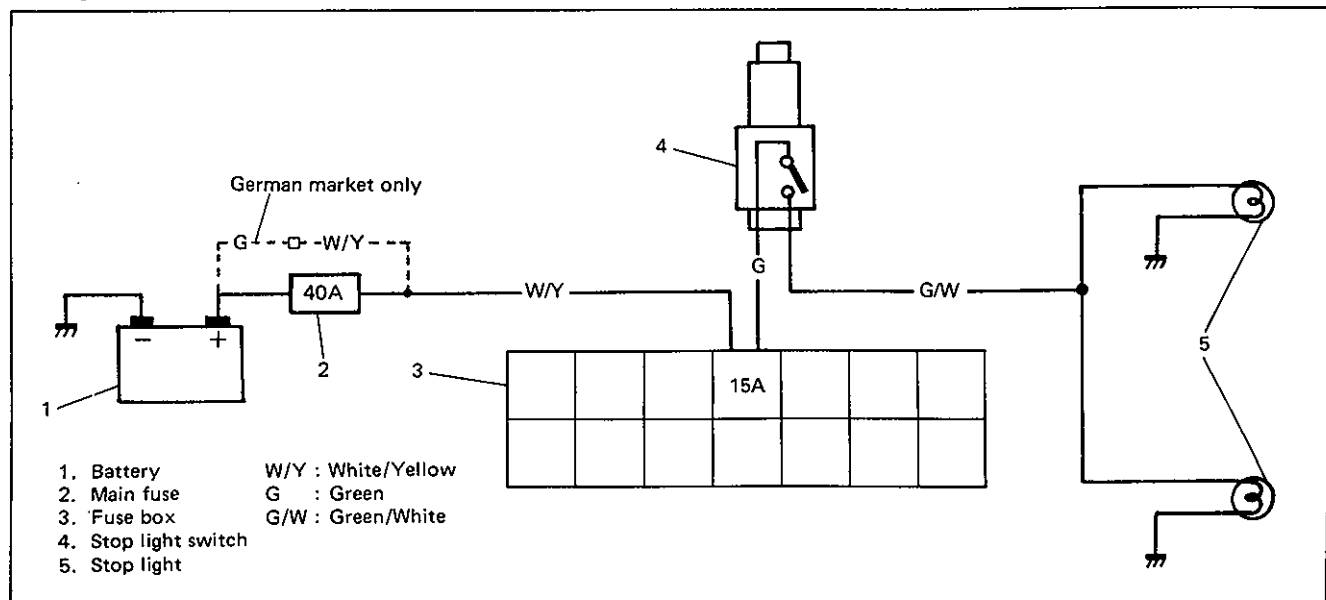 German market only
G
W/Y
40A
W/Y
G
G/W
15A
4
2
3
1
5
−
+
1. Battery
2. Main fuse
3. Fuse box
4. Stop light switch
5. Stop light
W/Y : White/Yellow
G : Green
G/W : Green/White